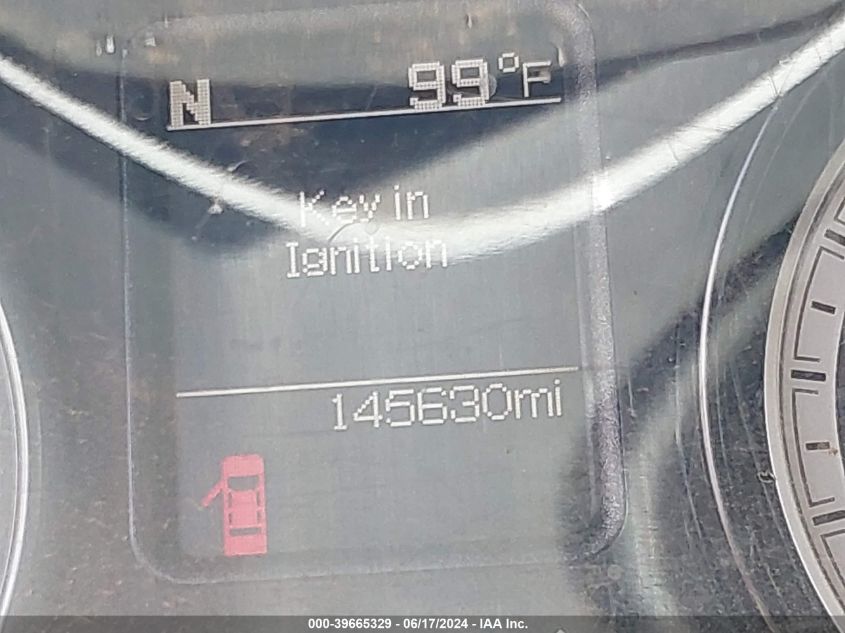 N 99°F
Key in
Ignition
145630mi
000-39665329 - 06/17/2024 - IAA Inc.